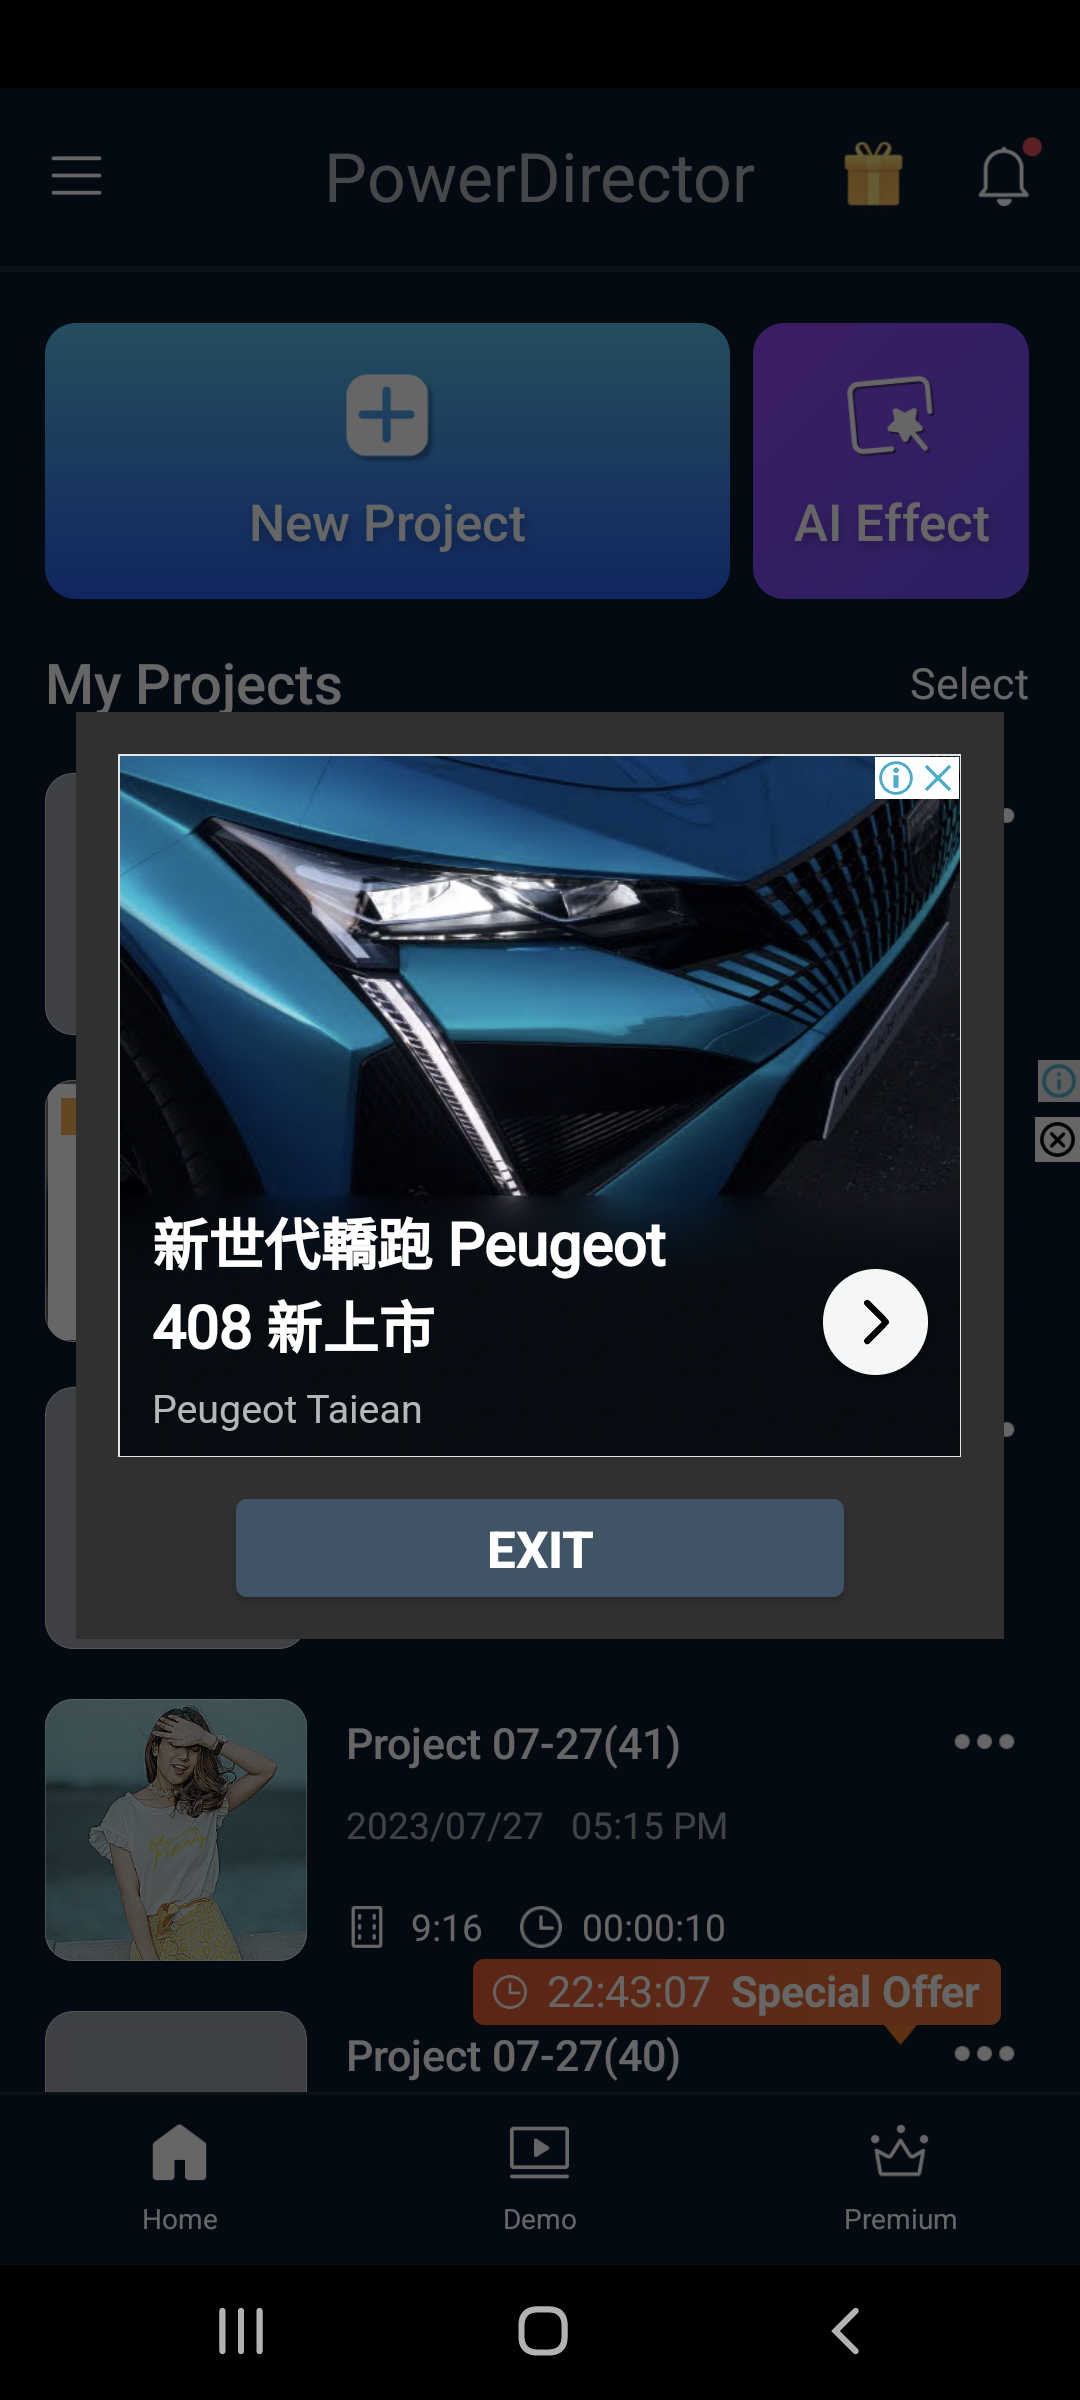 PowerDirector
New Project
AI Effect
My Projects
Select
新世代轎跑 Peugeot
408 新上市
Peugeot Taiean
EXIT
Project 07-27(41)
2023/07/27 05:15 PM
9:16 00:00:10
22:43:07 Special Offer
Project 07-27(40)
Home
Demo
Premium